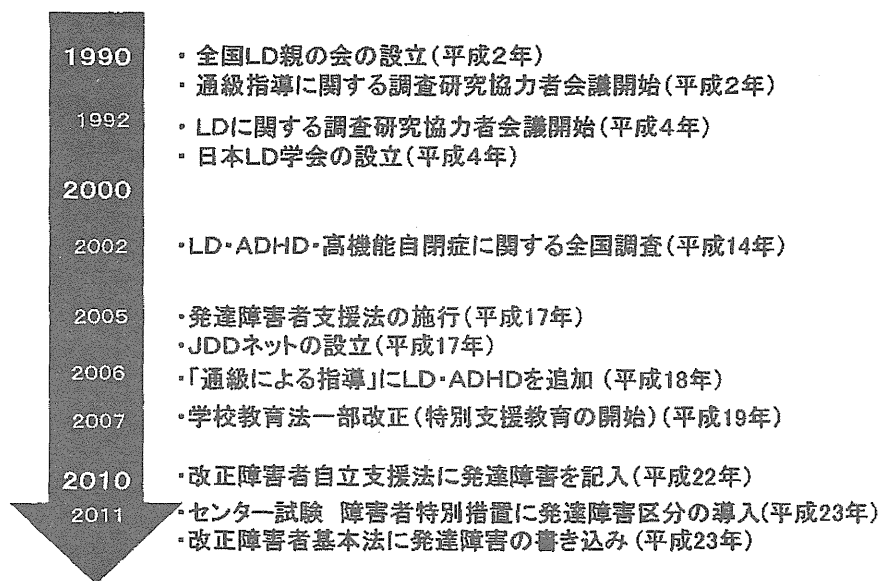 1990 ・全国LD親の会の設立(平成2年)
・通級指導に関する調査研究協力者会議開始(平成2年)
1992 ・LDに関する調査研究協力者会議開始(平成4年)
・日本LD学会の設立(平成4年)
2000
2002 ・LD・ADHD・高機能自閉症に関する全国調査(平成14年)
2005 ・発達障害者支援法の施行(平成17年)
・JDDネットの設立(平成17年)
2006 ・「通級による指導」にLD・ADHDを追加 (平成18年)
2007 ・学校教育法一部改正(特別支援教育の開始)(平成19年)
2010 ・改正障害者自立支援法に発達障害を記入(平成22年)
2011 ・センター試験 障害者特別措置に発達障害区分の導入(平成23年)
・改正障害者基本法に発達障害の書き込み(平成23年)